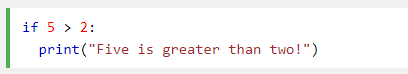 if 5 > 2:
  print("Five is greater than two!")